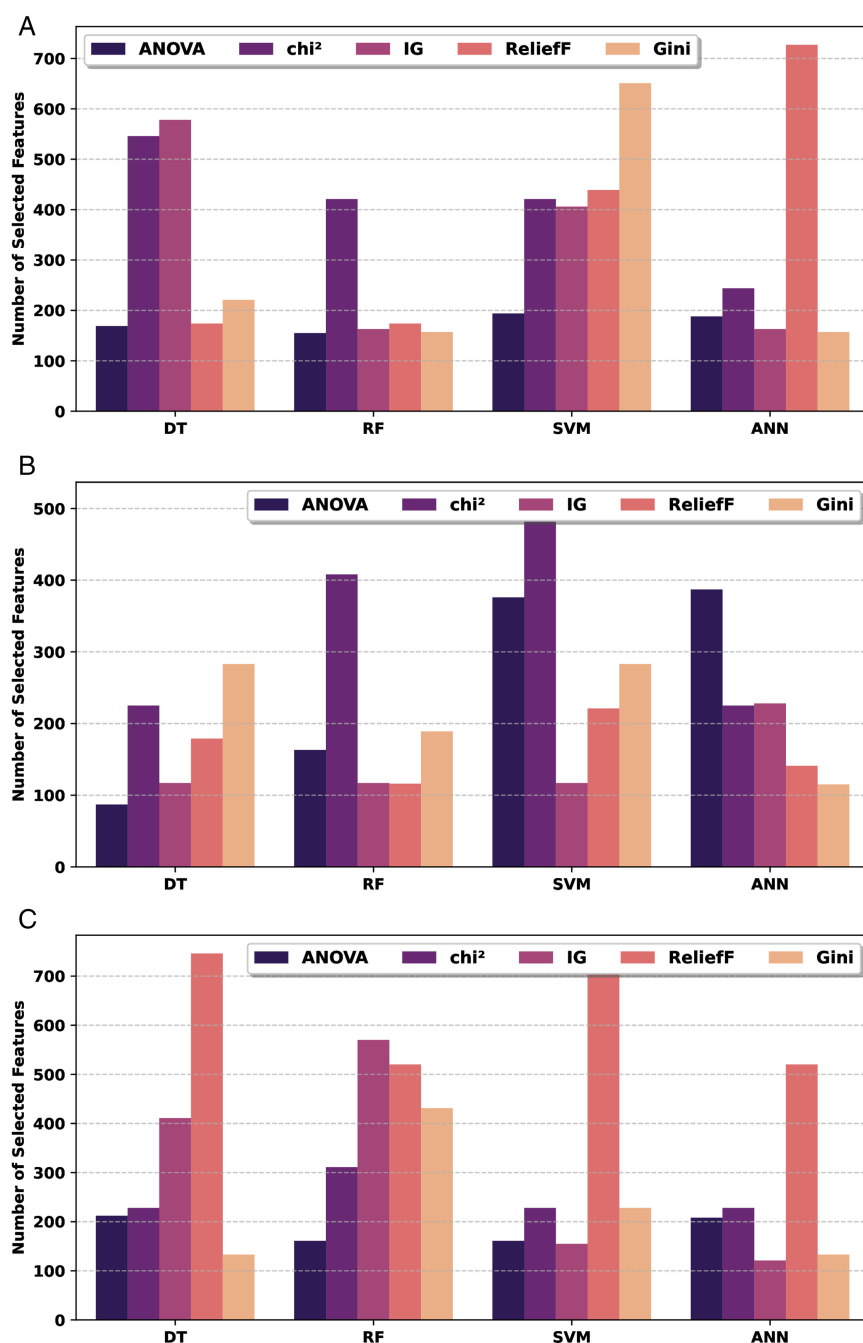 A
ANOVA chi² IG ReliefF Gini
Number of Selected Features
700
600
500
400
300
200
100
0
DT RF SVM ANN
B
ANOVA chi² IG ReliefF Gini
Number of Selected Features
500
400
300
200
100
0
DT RF SVM ANN
C
ANOVA chi² IG ReliefF Gini
Number of Selected Features
700
600
500
400
300
200
100
0
DT RF SVM ANN